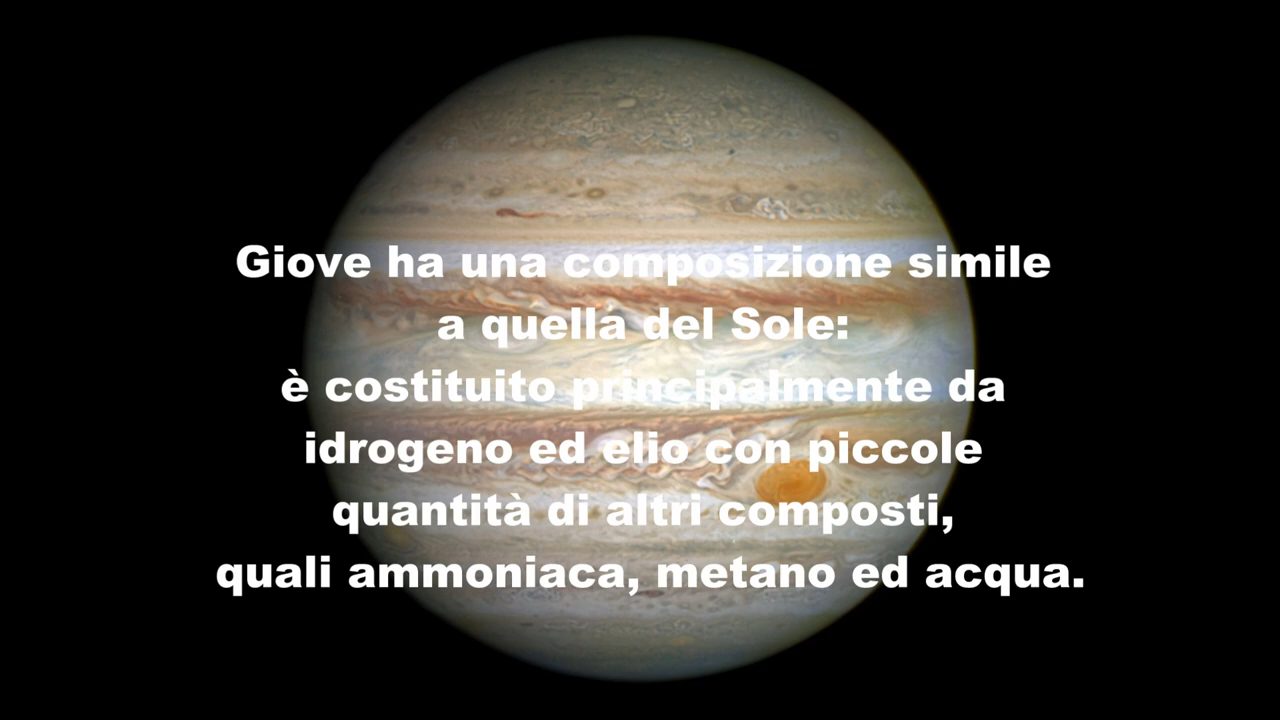 Giove ha una composizione simile
a quella del Sole:
è costituito principalmente da
idrogeno ed elio con piccole
quantità di altri composti,
quali ammoniaca, metano ed acqua.